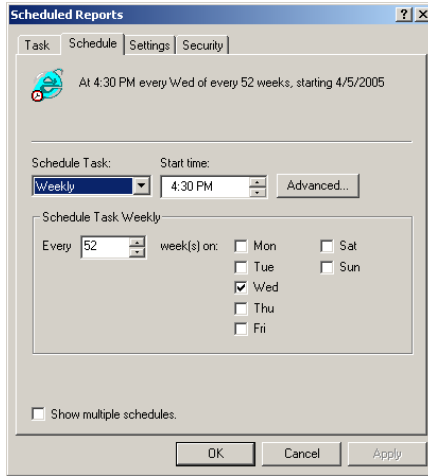 Scheduled Reports
Task Schedule Settings Security
At 4:30 PM every Wed of every 52 weeks, starting 4/5/2005
Schedule Task: Start time:
Weekly 4:30 PM Advanced...
Schedule Task Weekly
Every 52 week(s) on: Mon Sat
Tue Sun
Wed
Thu
Fri
Show multiple schedules.
OK Cancel Apply